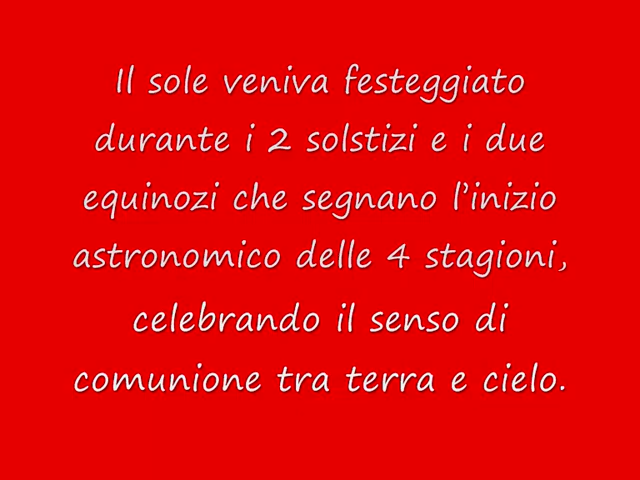 Il sole veniva festeggiato
durante i 2 solstizi e i due
equinozi che segnano l’inizio
astronomico delle 4 stagioni,
celebrando il senso di
comunione tra terra e cielo.